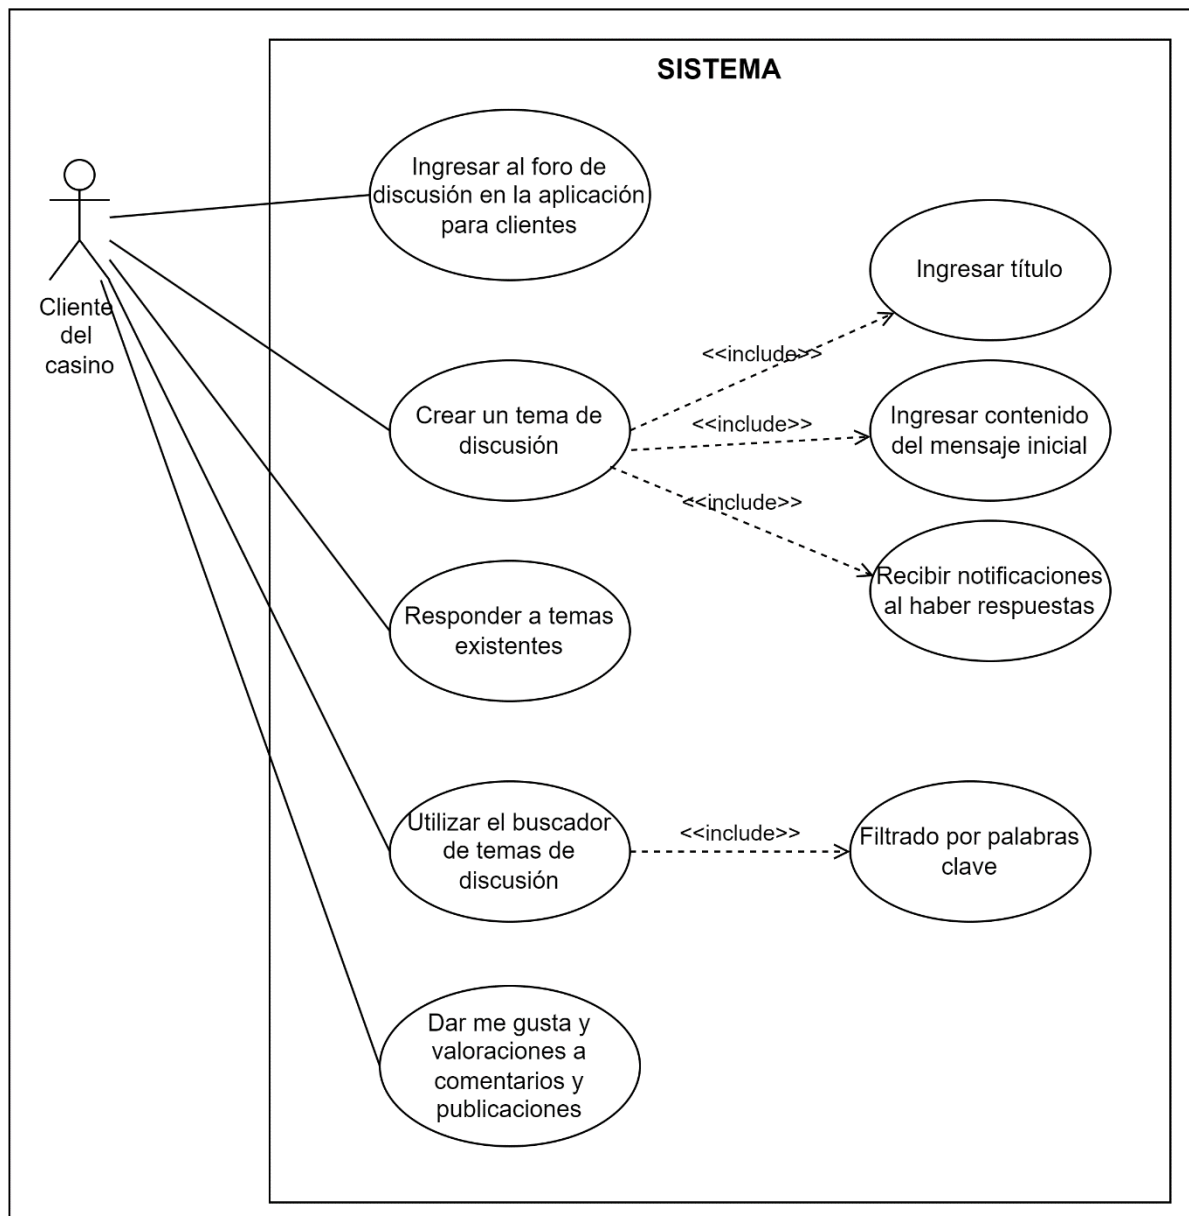 SISTEMA
Ingresar al foro de
discusión en la aplicación
para clientes
Cliente
del
casino
Ingresar título
<<include>>
Crear un tema de
discusión
<<include>>
Ingresar contenido
del mensaje inicial
<<include>>
Recibir notificaciones
al haber respuestas
Responder a temas
existentes
Utilizar el buscador
de temas de
discusión
<<include>>
Filtrado por palabras
clave
Dar me gusta y
valoraciones a
comentarios y
publicaciones